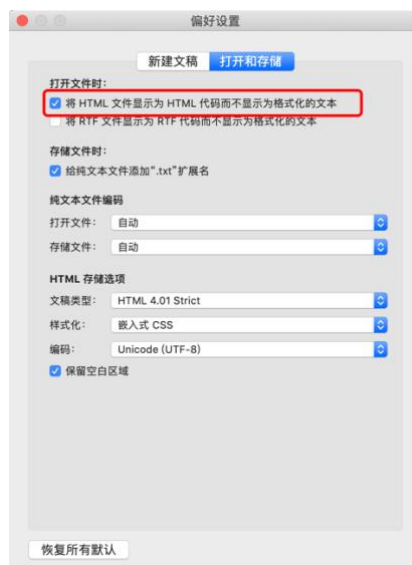 偏好设置
新建文稿 打开和存储
打开文件时：
将 HTML 文件显示为 HTML 代码而不显示为格式化的文本
将 RTF 文件显示为 RTF 代码而不显示为格式化的文本
存储文件时：
给纯文本文件添加“.txt”扩展名
纯文本文件编码
打开文件： 自动
存储文件： 自动
HTML 存储选项
文稿类型： HTML 4.01 Strict
样式化： 嵌入式 CSS
编码： Unicode (UTF-8)
保留空白区域
恢复所有默认